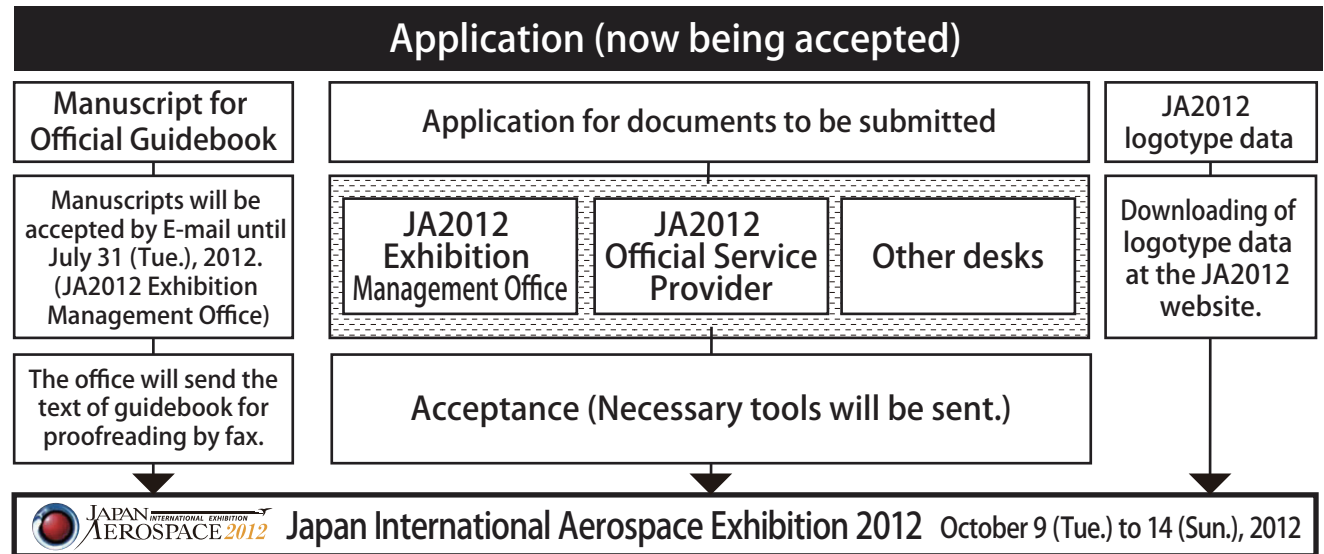 Application (now being accepted)
Manuscript for
Official Guidebook
Manuscripts will be
accepted by E-mail until
July 31 (Tue.), 2012.
(JA2012 Exhibition
Management Office)
The office will send the
text of guidebook for
proofreading by fax.
Application for documents to be submitted
JA2012
Exhibition
Management Office
JA2012
Official Service
Provider
Other desks
Acceptance (Necessary tools will be sent.)
JA2012
logotype data
Downloading of
logotype data
at the JA2012
website.
JAPAN INTERNATIONAL EXHIBITION
AEROSPACE 2012
Japan International Aerospace Exhibition 2012 October 9 (Tue.) to 14 (Sun.), 2012